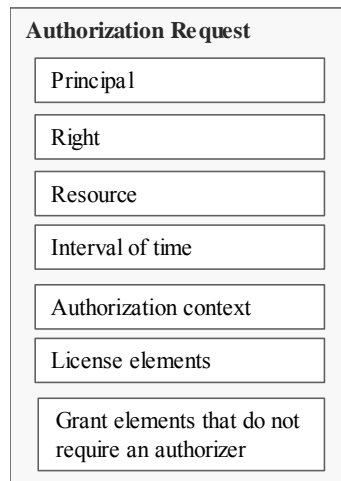 Authorization Request
Principal
Right
Resource
Interval of time
Authorization context
License elements
Grant elements that do not
require an authorizer